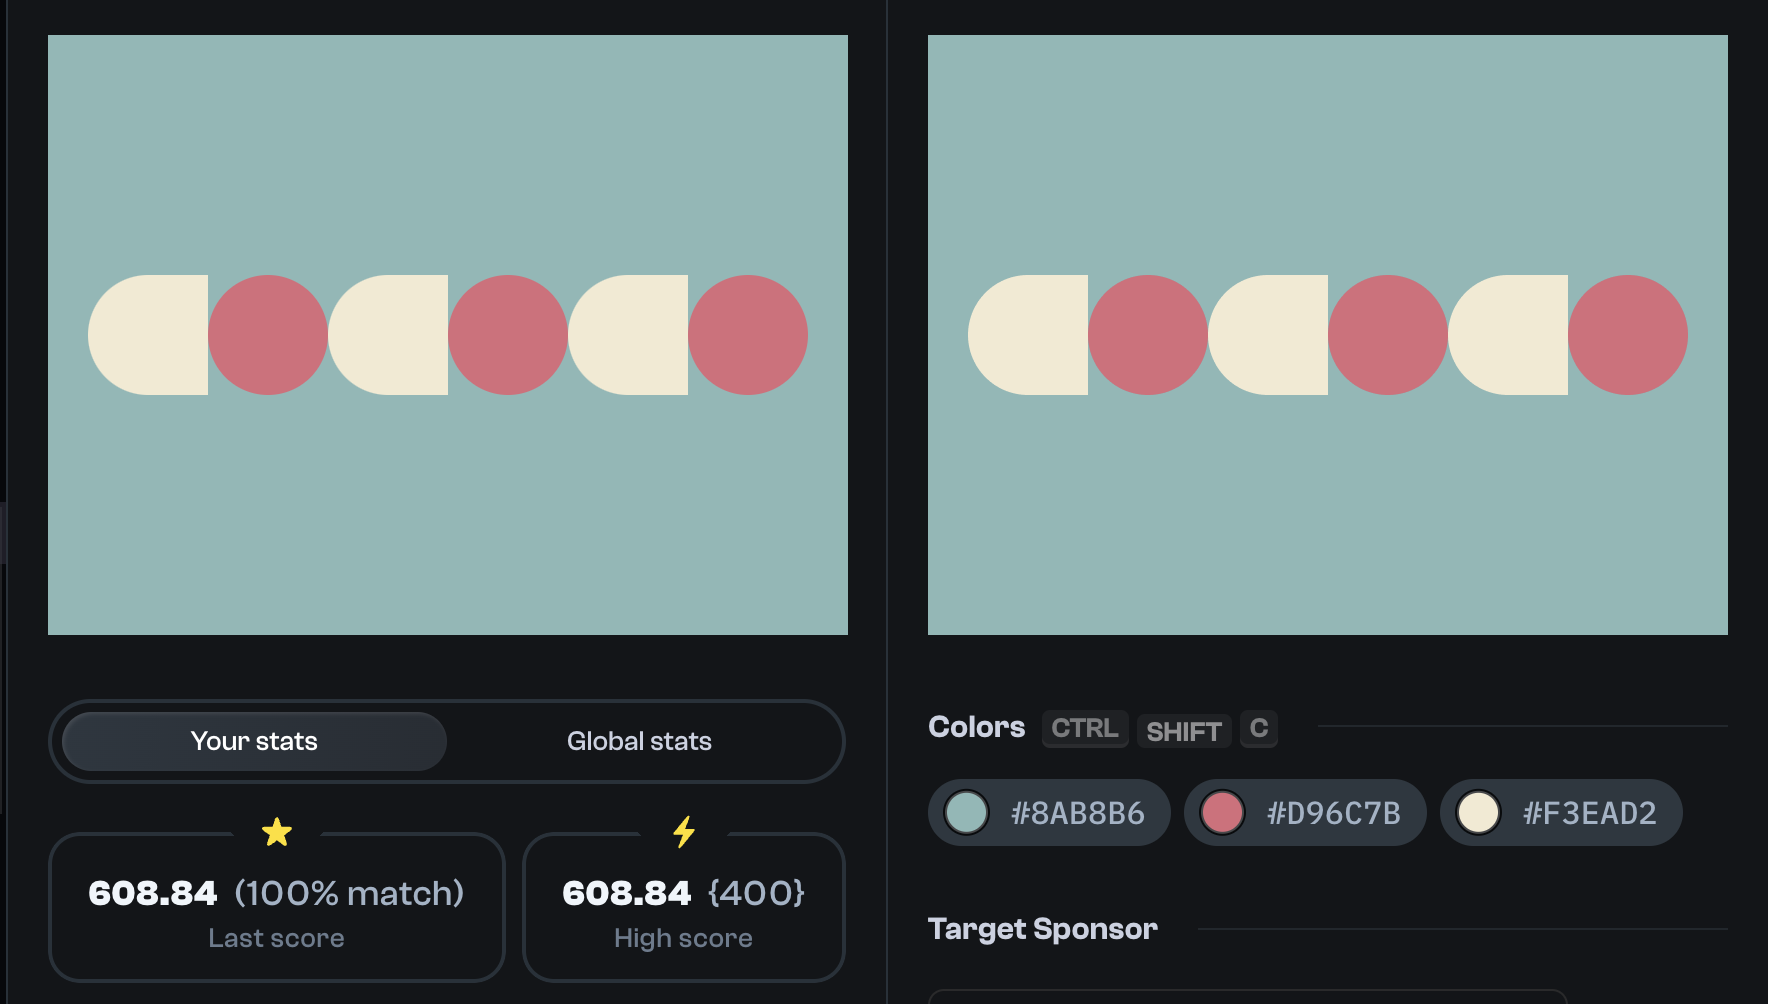 Your stats
Global stats
608.84 (100% match)
Last score
608.84 {400}
High score
Colors CTRL SHIFT C
#8AB8B6
#D96C7B
#F3EAD2
Target Sponsor